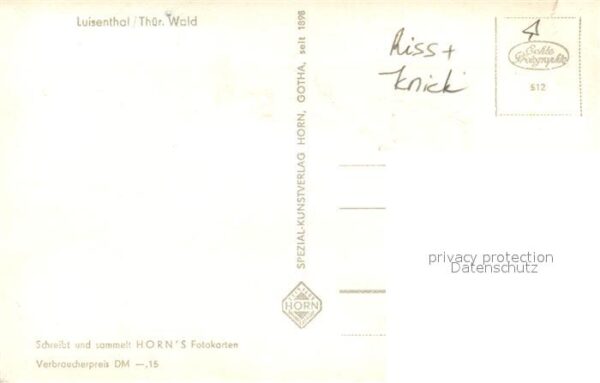 Luisenthal / Thür. Wald
Riss +
Knick
Echte
Photographie
512
SPEZIAL-KUNSTVERLAG HORN, GOTHA, seit 1898
HORN
privacy protection
Datenschutz
Schreibt und sammelt HORN'S Fotokarten
Verbraucherpreis DM —,15